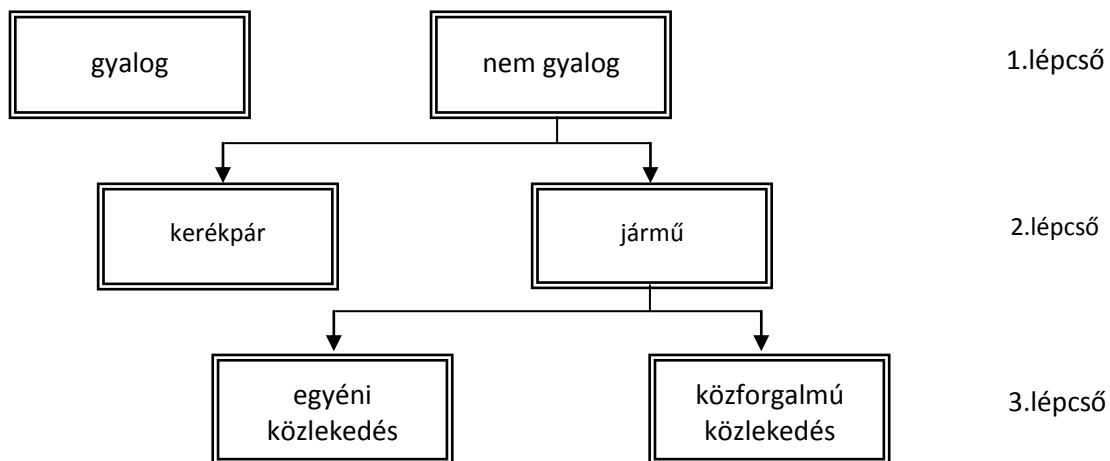 gyalog
nem gyalog
1.lépcső
kerékpár
jármű
2.lépcső
egyéni
közlekedés
közforgalmú
közlekedés
3.lépcső